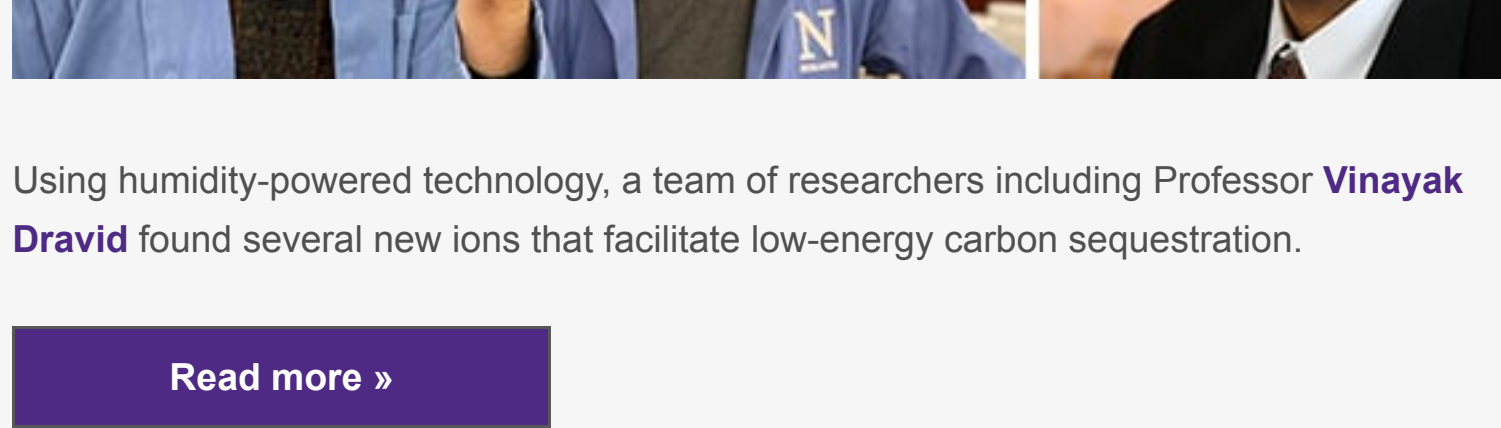 N
Using humidity-powered technology, a team of researchers including Professor Vinayak
Dravid found several new ions that facilitate low-energy carbon sequestration.
Read more »